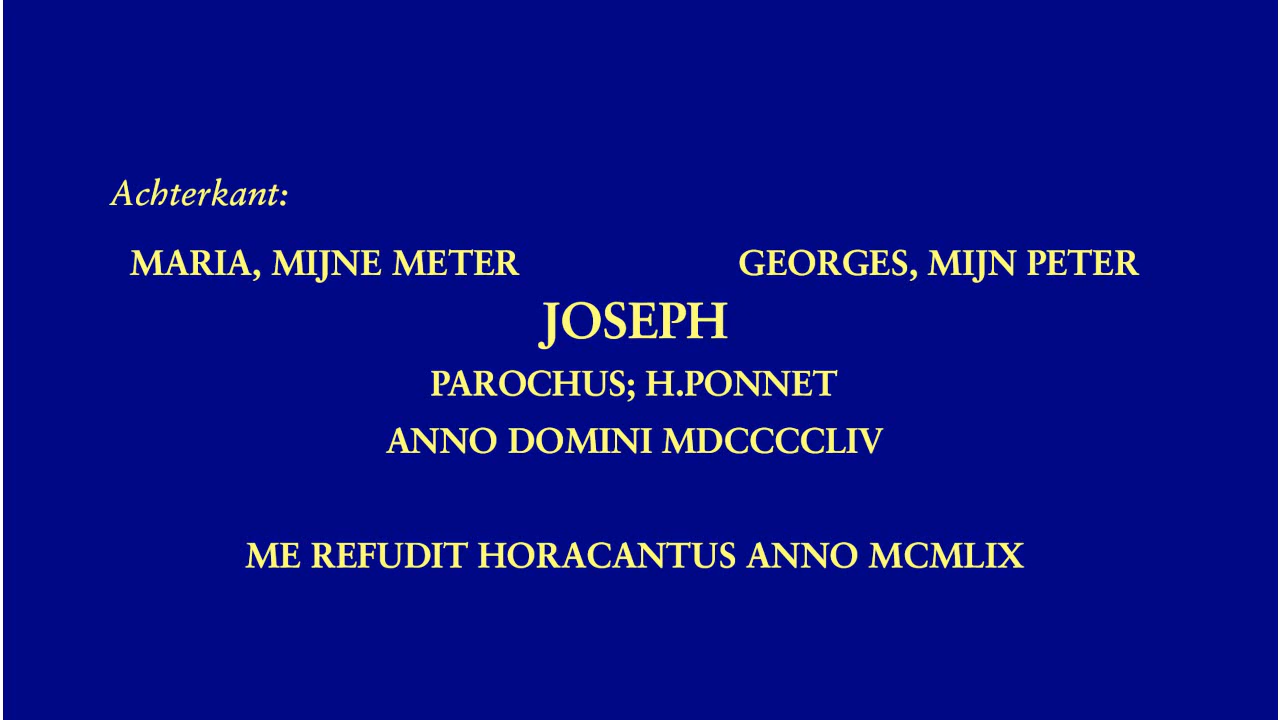 Achterkant:
MARIA, MIJNE METER GEORGES, MIJN PETER
JOSEPH
PAROCHUS; H.PONNET
ANNO DOMINI MDCCCCLIV
ME REFUDIT HORACANTUS ANNO MCMLIX